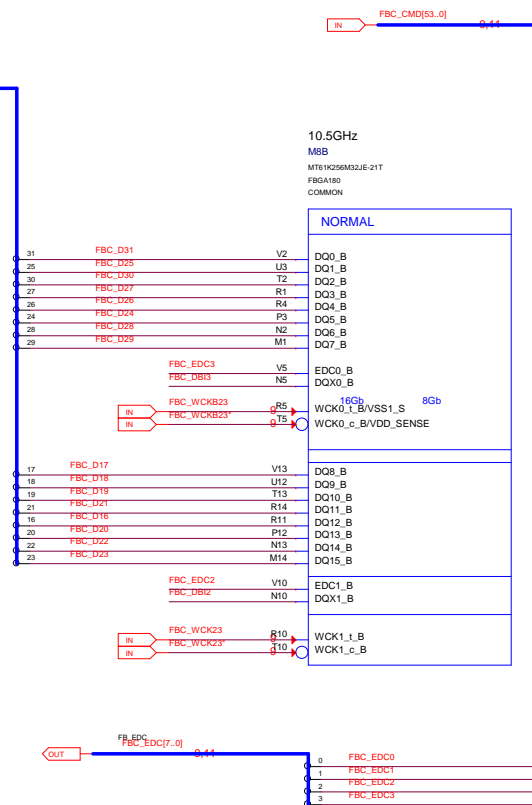 FBC_CMD[53..0]
IN
9,11
10.5GHz
M8B
MT61K256M32JE-21T
FBGA180
COMMON
NORMAL
31 FBC_D31 V2 DQ0_B
25 FBC_D25 U3 DQ1_B
30 FBC_D30 T2 DQ2_B
27 FBC_D27 R1 DQ3_B
26 FBC_D26 R4 DQ4_B
24 FBC_D24 P3 DQ5_B
28 FBC_D28 N2 DQ6_B
29 FBC_D29 M1 DQ7_B
FBC_EDC3 V5 EDC0_B
FBC_DBI3 N5 DQX0_B
16Gb 8Gb
IN FBC_WCKB23 9 R5 WCK0_t_B/VSS1_S
IN FBC_WCKB23* 9 T5 WCK0_c_B/VDD_SENSE
17 FBC_D17 V13 DQ8_B
18 FBC_D18 U12 DQ9_B
19 FBC_D19 T13 DQ10_B
21 FBC_D21 R14 DQ11_B
16 FBC_D16 R11 DQ12_B
20 FBC_D20 P12 DQ13_B
22 FBC_D22 N13 DQ14_B
23 FBC_D23 M14 DQ15_B
FBC_EDC2 V10 EDC1_B
FBC_DBI2 N10 DQX1_B
IN FBC_WCK23 9 R10 WCK1_t_B
IN FBC_WCK23* 9 T10 WCK1_c_B
FB_EDC
OUT FBC_EDC[7..0] 9,11
0 FBC_EDC0
1 FBC_EDC1
2 FBC_EDC2
3 FBC_EDC3